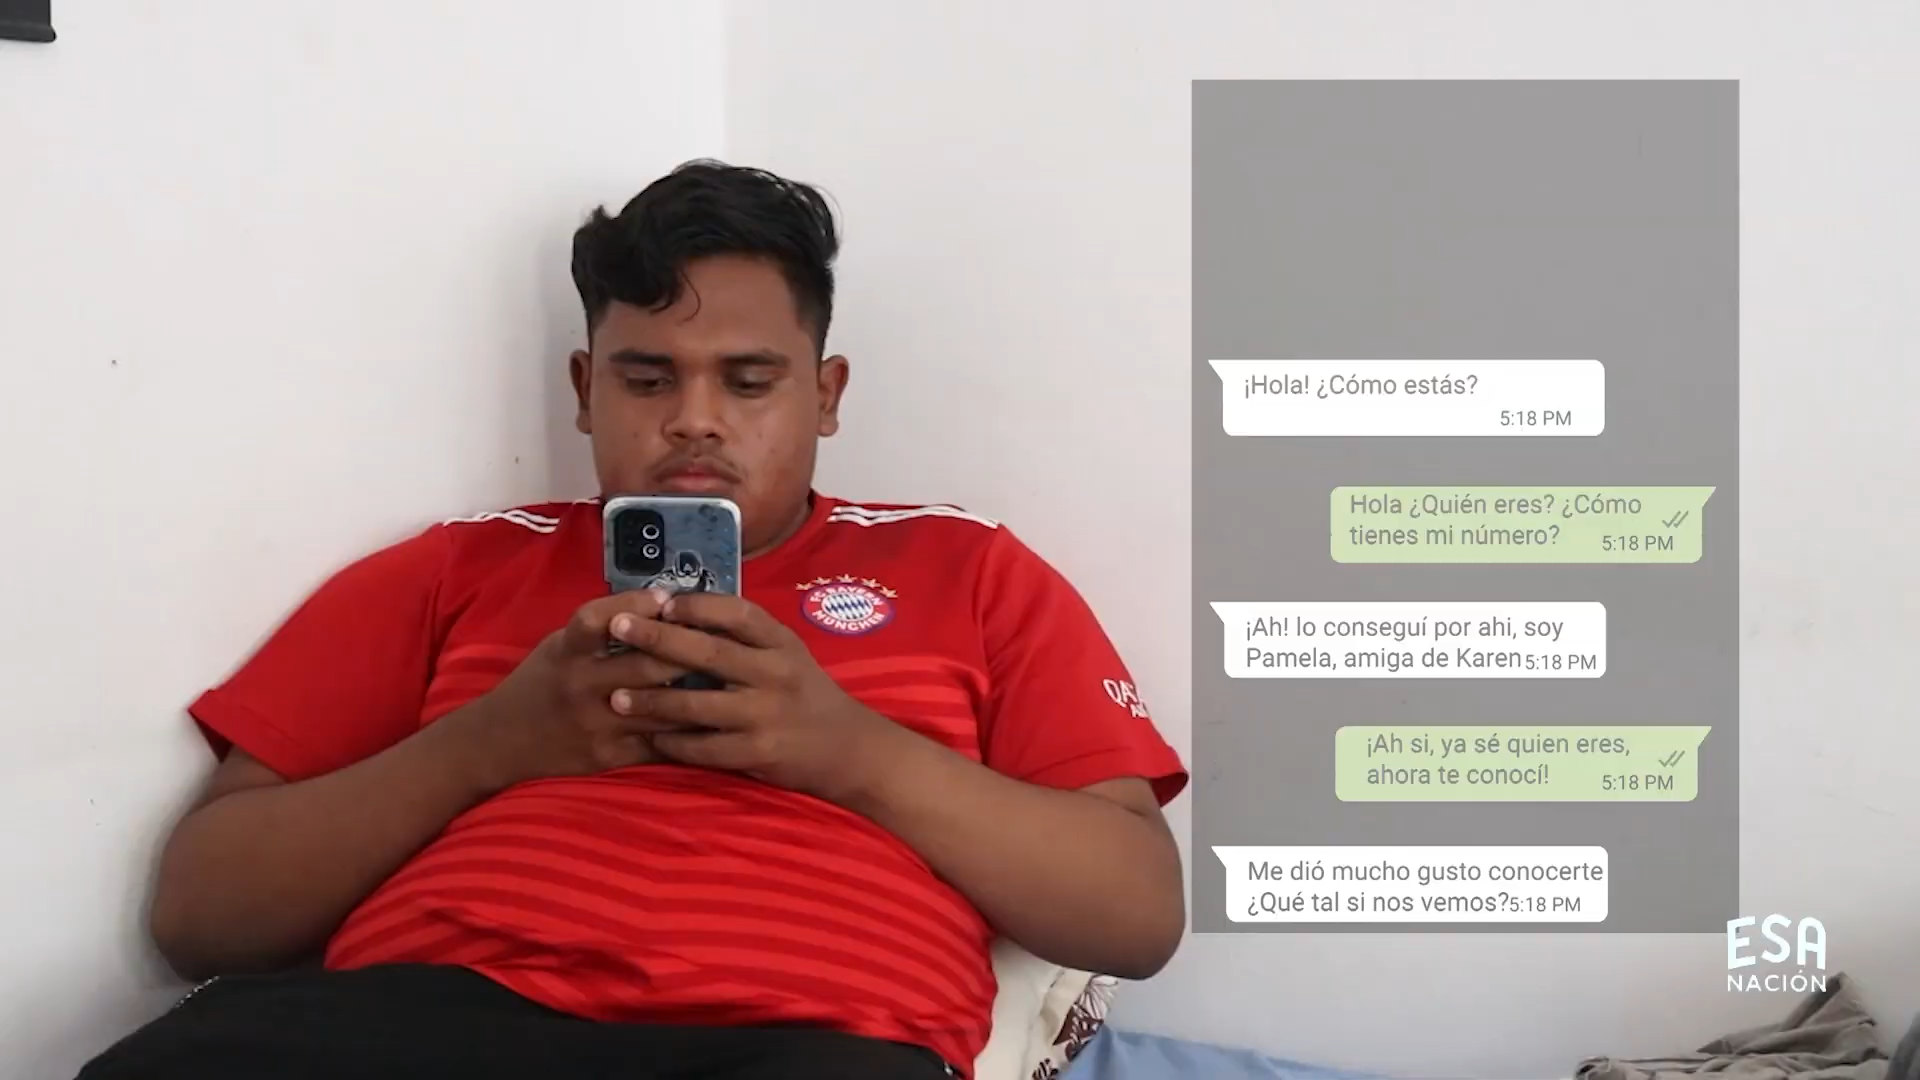 ¡Hola! ¿Cómo estás?
5:18 PM
Hola ¿Quién eres? ¿Cómo
tienes mi número? 5:18 PM
¡Ah! lo conseguí por ahi, soy
Pamela, amiga de Karen 5:18 PM
¡Ah si, ya sé quien eres,
ahora te conocí! 5:18 PM
Me dió mucho gusto conocerte
¿Qué tal si nos vemos? 5:18 PM
FC BAYERN
MÜNCHEN
ESA
NACIÓN